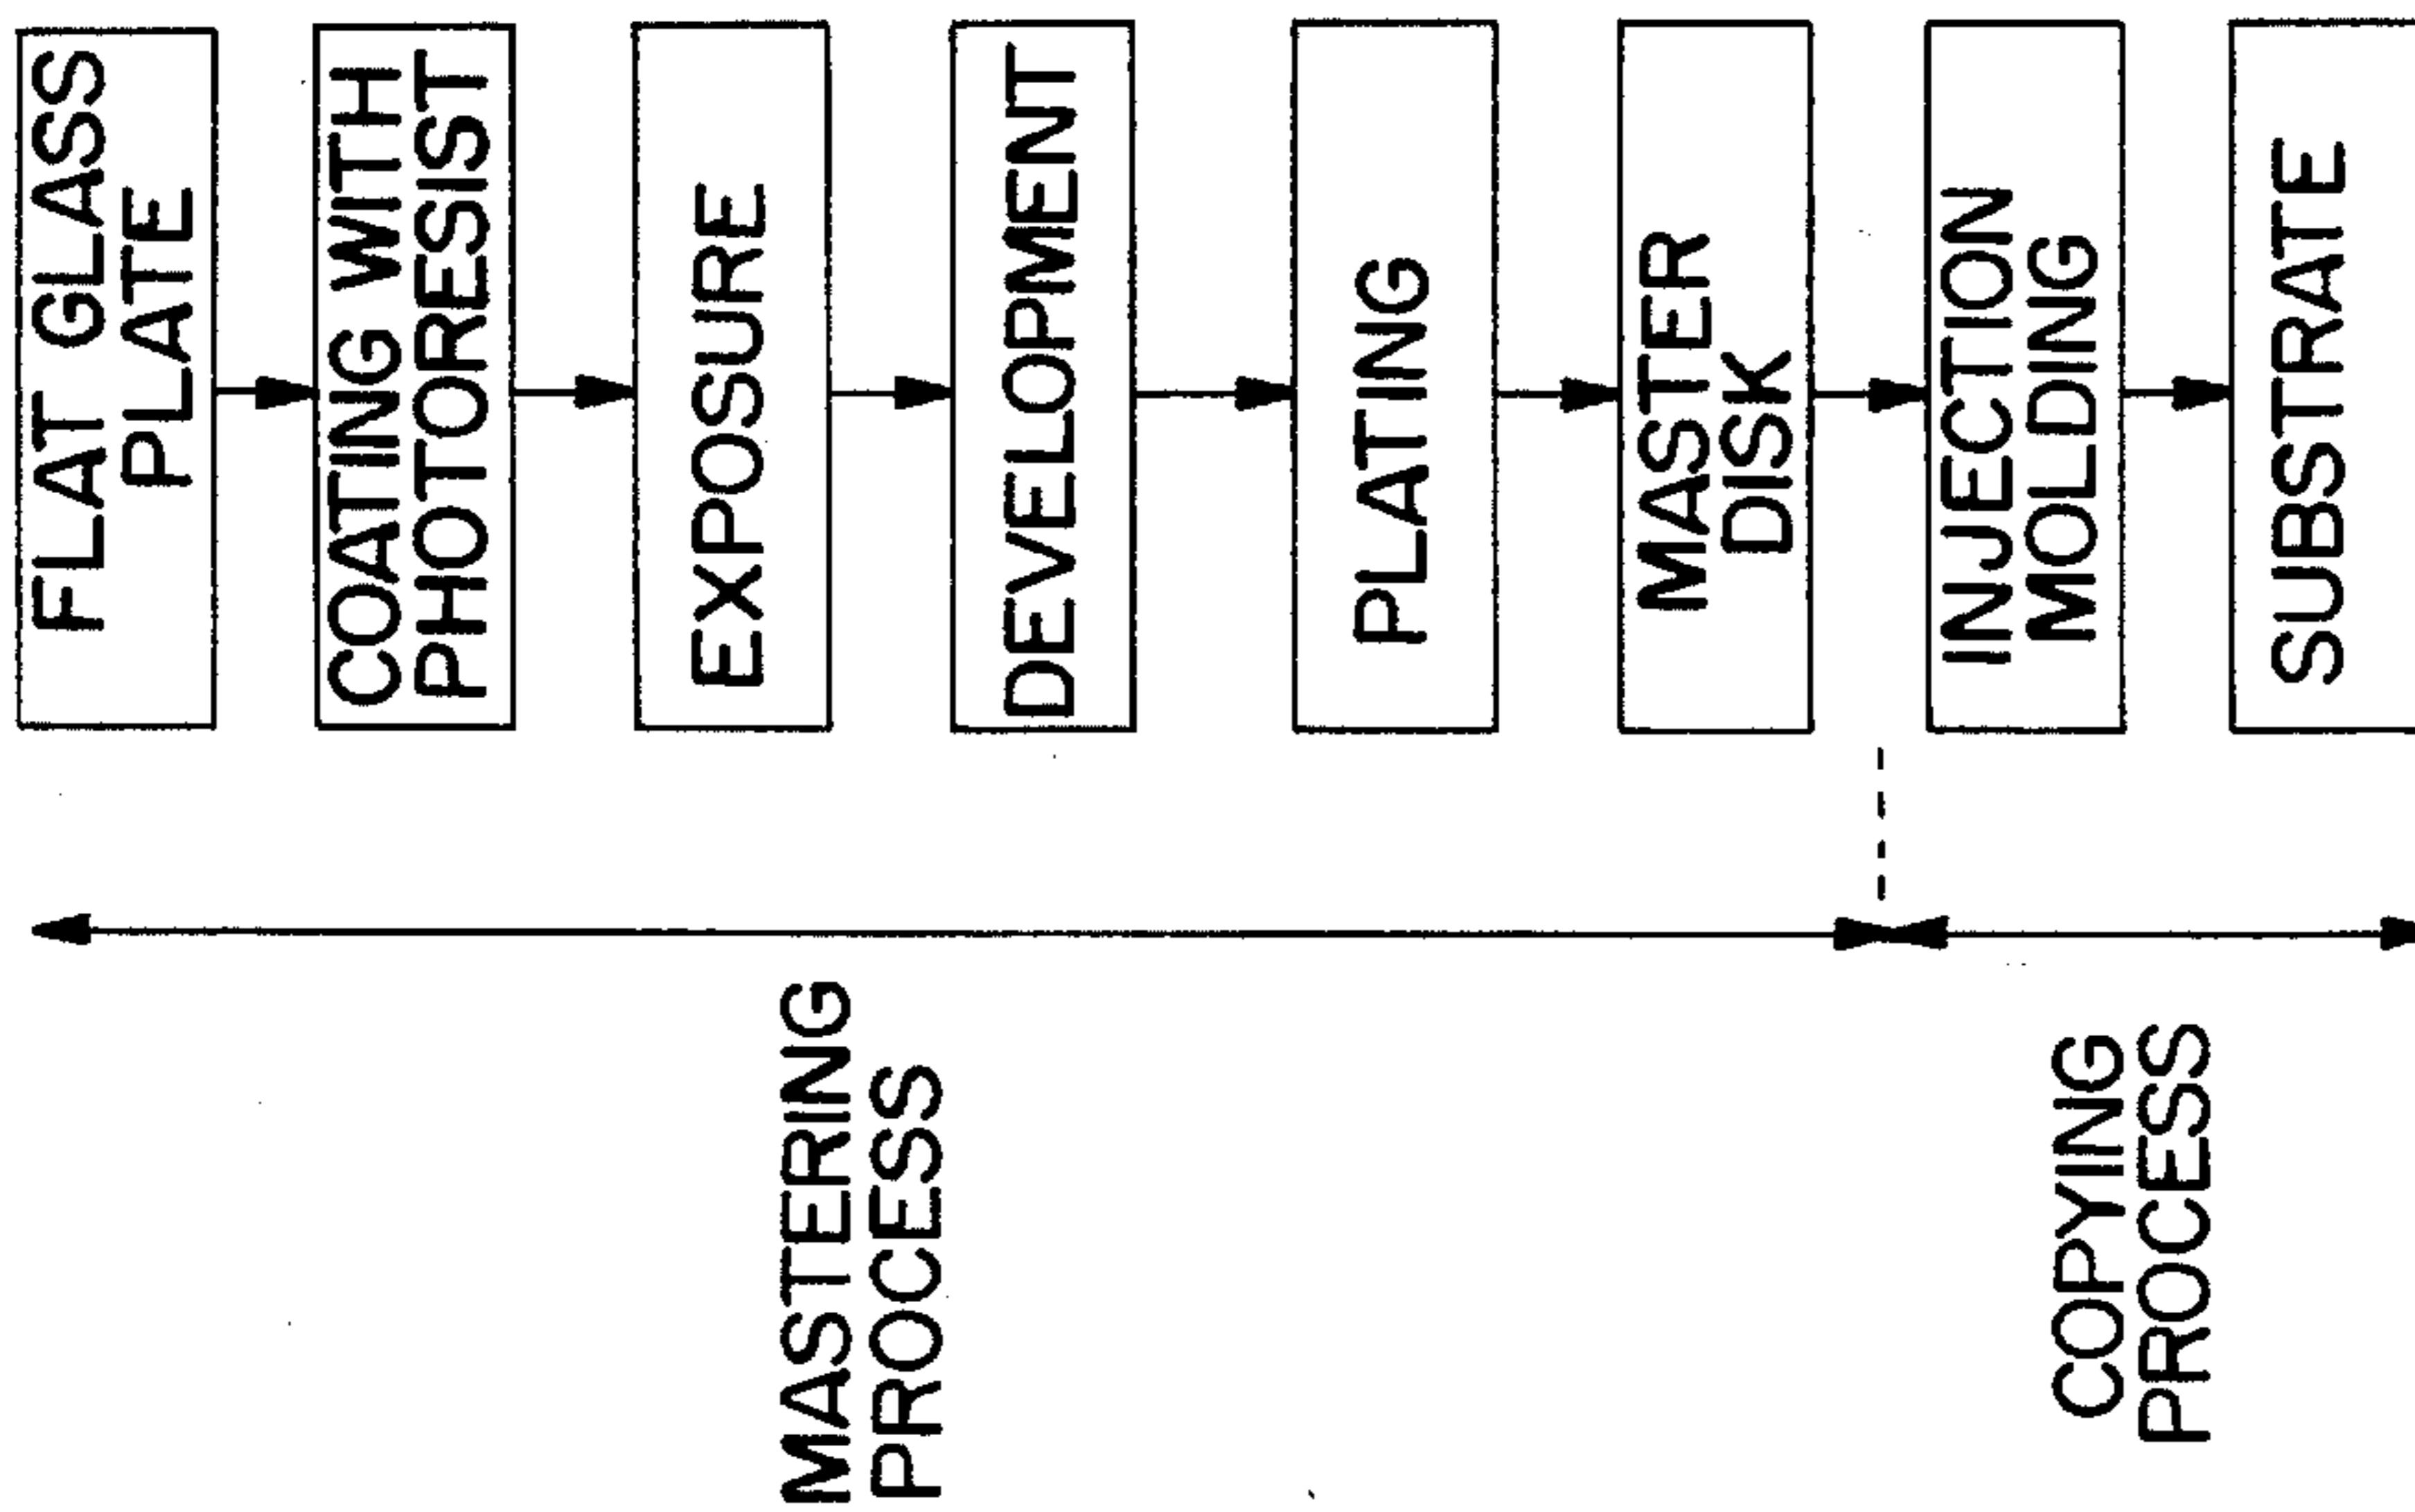 FLAT GLASS
PLATE
COATING WITH
PHOTORESIST
EXPOSURE
DEVELOPMENT
PLATING
MASTER
DISK
INJECTION
MOLDING
SUBSTRATE
MASTERING
PROCESS
COPYING
PROCESS